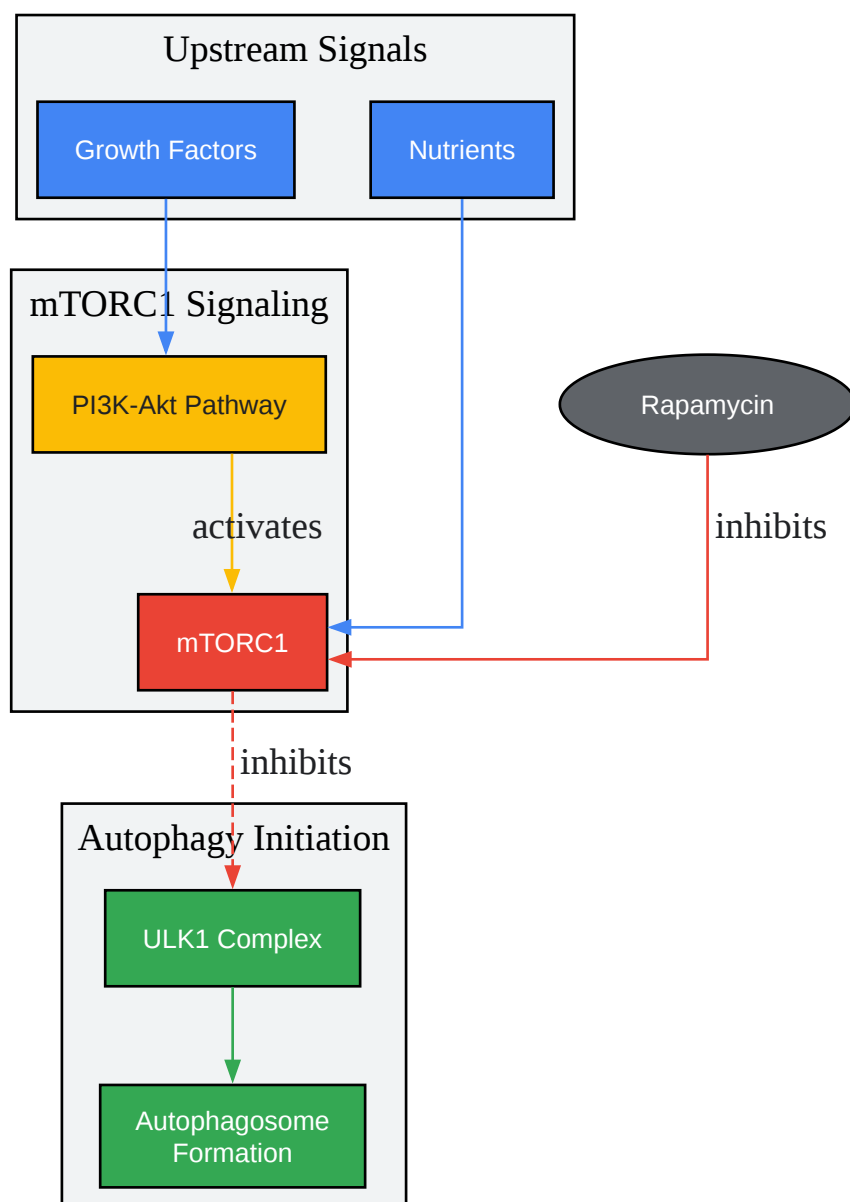 Upstream Signals
Growth Factors
Nutrients
mTORC1 Signaling
PI3K-Akt Pathway
Rapamycin
activates
inhibits
mTORC1
inhibits
Autophagy Initiation
ULK1 Complex
Autophagosome
Formation